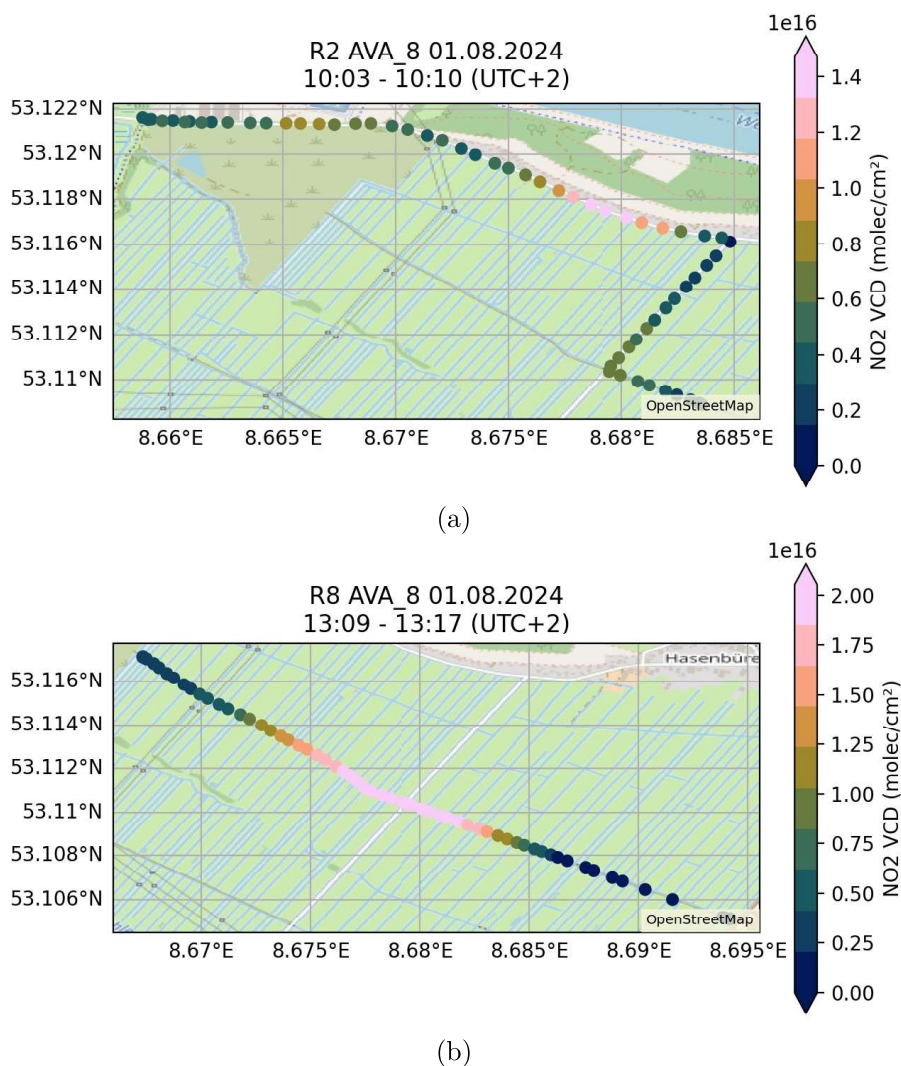 1e16
R2 AVA_8 01.08.2024
10:03 - 10:10 (UTC+2)
53.122°N
53.12°N
53.118°N
53.116°N
53.114°N
53.112°N
53.11°N
OpenStreetMap
8.66°E 8.665°E 8.67°E 8.675°E 8.68°E 8.685°E
1.4
1.2
1.0
0.8
0.6
0.4
0.2
0.0
NO2 VCD (molec/cm²)
(a)
1e16
R8 AVA_8 01.08.2024
13:09 - 13:17 (UTC+2)
Hasenbüre
53.116°N
53.114°N
53.112°N
53.11°N
53.108°N
53.106°N
OpenStreetMap
8.67°E 8.675°E 8.68°E 8.685°E 8.69°E 8.695°E
2.00
1.75
1.50
1.25
1.00
0.75
0.50
0.25
0.00
NO2 VCD (molec/cm²)
(b)